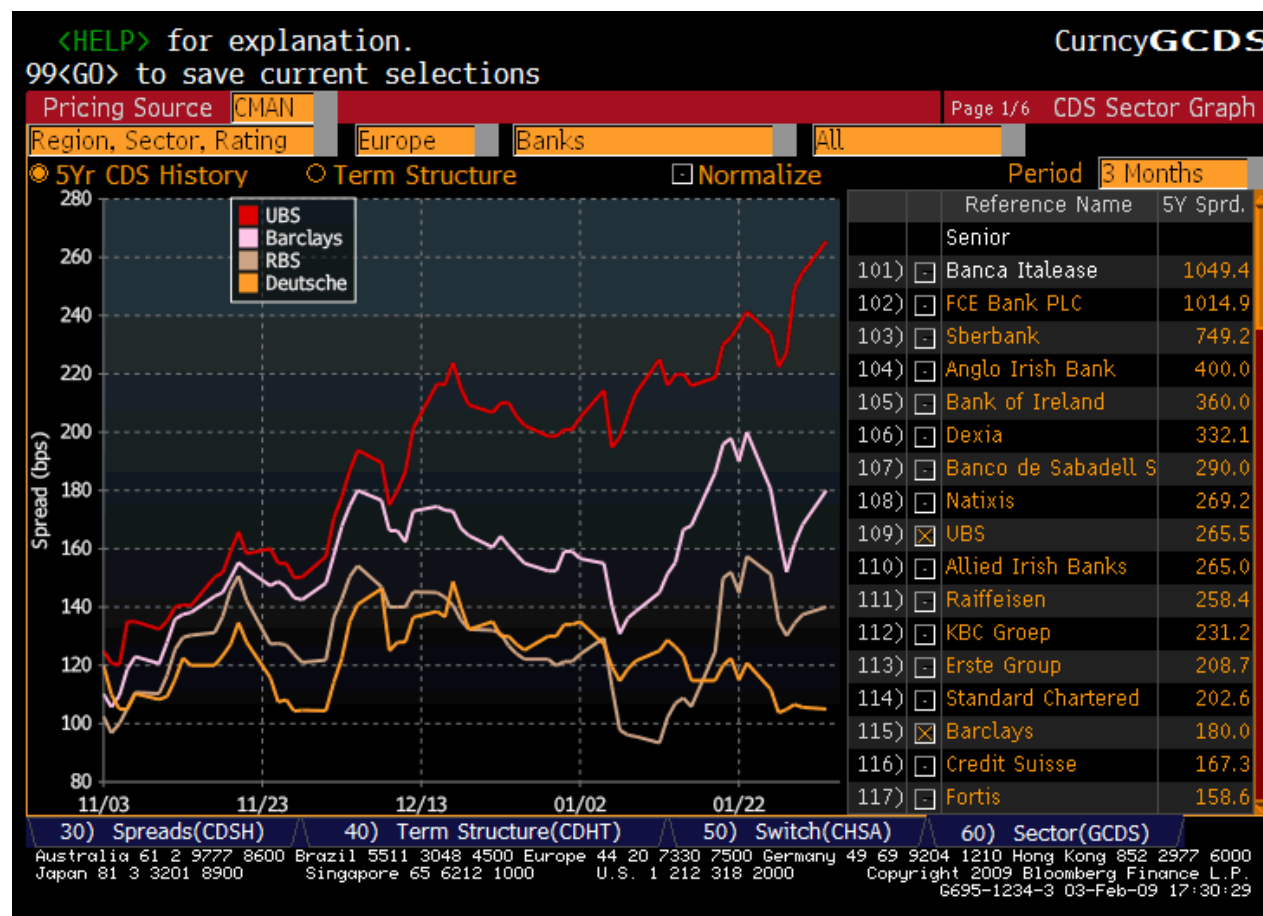 <HELP> for explanation. CurncyGCDS
99<GO> to save current selections
Pricing Source CMAN Page 1/6 CDS Sector Graph
Region, Sector, Rating Europe Banks All
5Yr CDS History Term Structure Normalize Period 3 Months
Reference Name 5Y Sprd.
Senior
101) Banca Italease 1049.4
102) FCE Bank PLC 1014.9
103) Sberbank 749.2
104) Anglo Irish Bank 400.0
105) Bank of Ireland 360.0
106) Dexia 332.1
107) Banco de Sabadell S 290.0
108) Natixis 269.2
109) UBS 265.5
110) Allied Irish Banks 265.0
111) Raiffeisen 258.4
112) KBC Groep 231.2
113) Erste Group 208.7
114) Standard Chartered 202.6
115) Barclays 180.0
116) Credit Suisse 167.3
117) Fortis 158.6
UBS
Barclays
RBS
Deutsche
Spread (bps)
280
260
240
220
200
180
160
140
120
100
80
11/03 11/23 12/13 01/02 01/22
30) Spreads(CDSH) 40) Term Structure(CDHT) 50) Switch(CHSA) 60) Sector(GCDS)
Australia 61 2 9777 8600 Brazil 5511 3048 4500 Europe 44 20 7330 7500 Germany 49 69 9204 1210 Hong Kong 852 2977 6000
Japan 81 3 3201 8900 Singapore 65 6212 1000 U.S. 1 212 318 2000 Copyright 2009 Bloomberg Finance L.P.
G695-1234-3 03-Feb-09 17:30:29